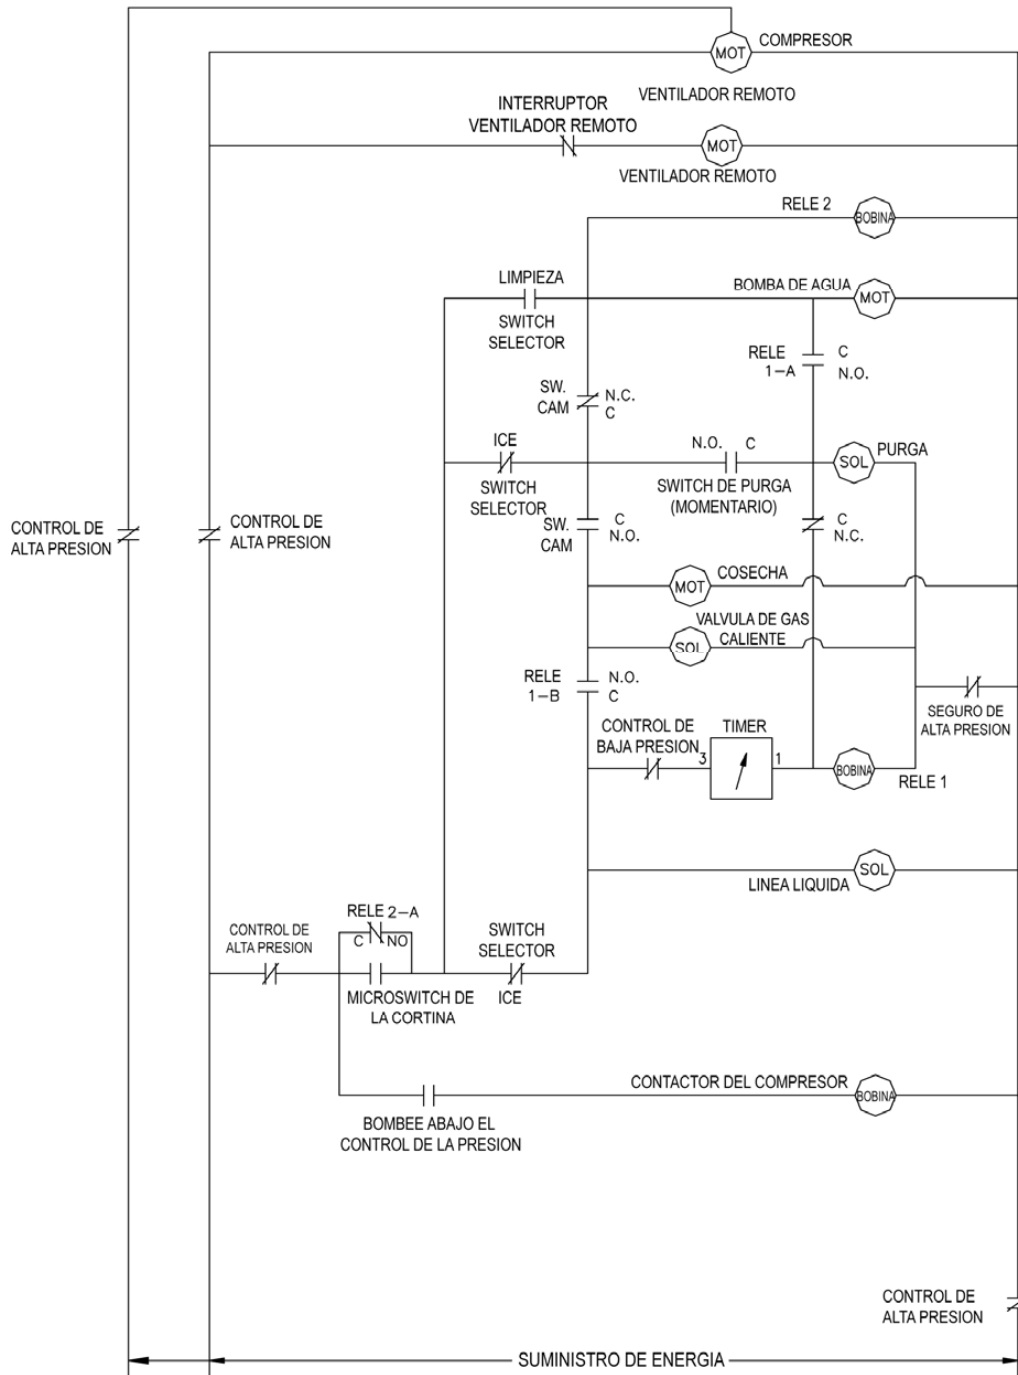 COMPRESOR
MOT
VENTILADOR REMOTO
INTERRUPTOR
VENTILADOR REMOTO
MOT
VENTILADOR REMOTO
RELE 2
BOBINA
LIMPIEZA
SWITCH
SELECTOR
BOMBA DE AGUA
MOT
RELE
1-A
C
N.O.
SW.
CAM
N.C.
C
ICE
SWITCH
SELECTOR
N.O.
C
SWITCH DE PURGA
(MOMENTARIO)
PURGA
SOL
CONTROL DE
ALTA PRESION
CONTROL DE
ALTA PRESION
SW.
CAM
C
N.O.
C
N.C.
COSECHA
MOT
VALVULA DE GAS
CALIENTE
SOL
RELE
1-B
N.O.
C
SEGURO DE
ALTA PRESION
CONTROL DE
BAJA PRESION
3
TIMER
1
BOBINA
RELE 1
SOL
LINEA LIQUIDA
CONTROL DE
ALTA PRESION
RELE 2-A
C
NO
MICROSWITCH DE
LA CORTINA
SWITCH
SELECTOR
ICE
CONTACTOR DEL COMPRESOR
BOBINA
BOMBEE ABAJO EL
CONTROL DE LA PRESION
CONTROL DE
ALTA PRESION
SUMINISTRO DE ENERGIA